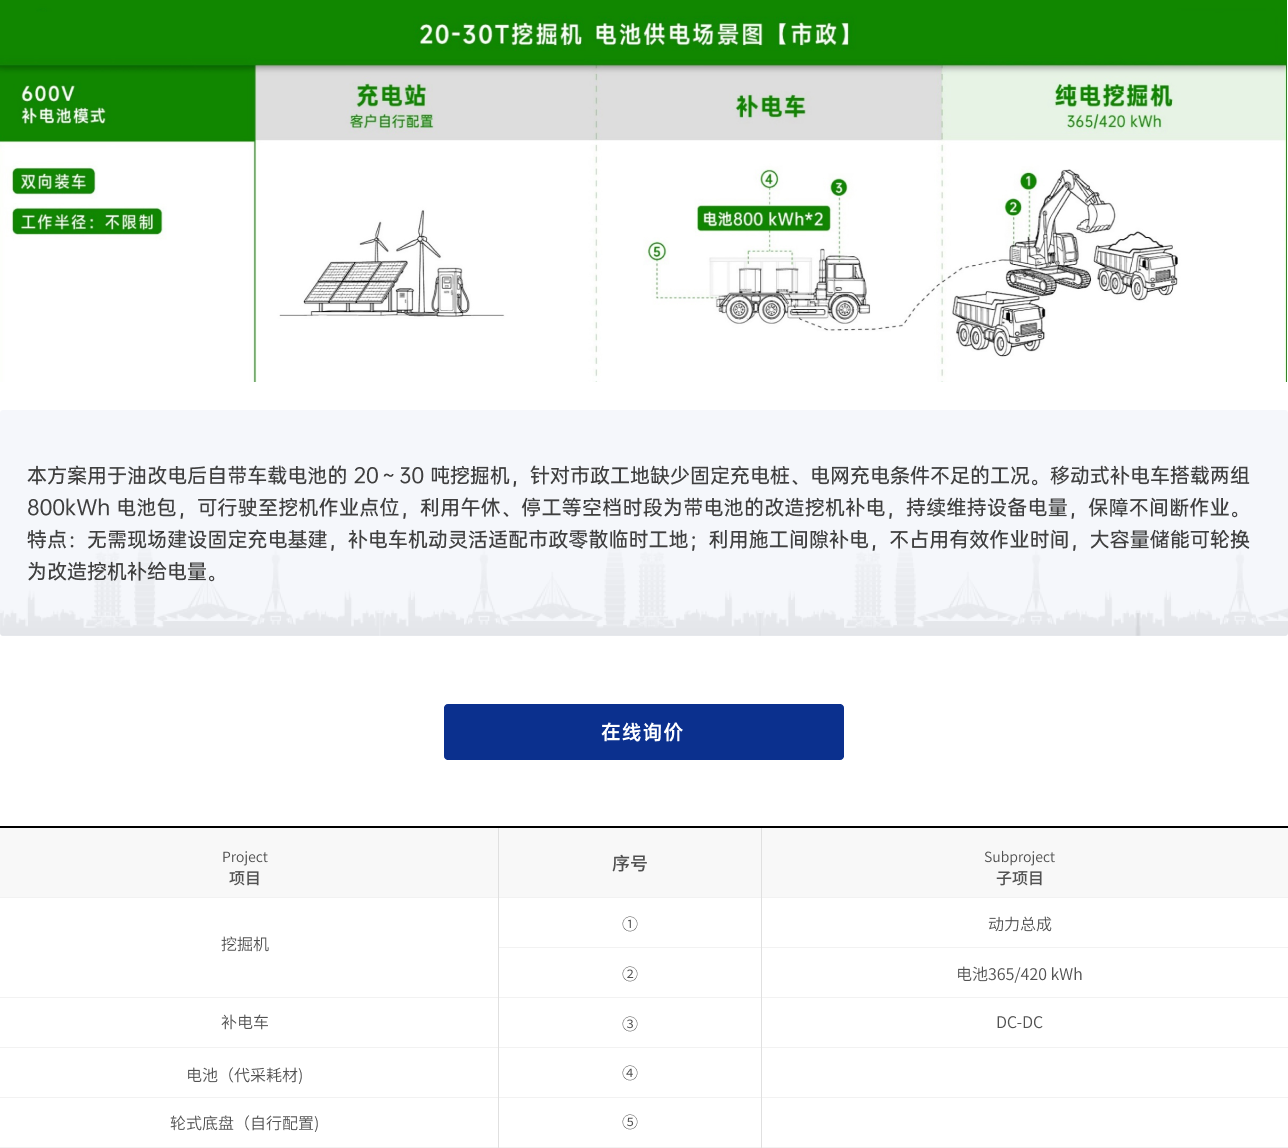 20-30T挖掘机 电池供电场景图【市政】
600V
补电池模式
充电站
客户自行配置
补电车
纯电挖掘机
365/420 kWh
双向装车
工作半径：不限制
④
③
电池800 kWh*2
⑤
①
②
本方案用于油改电后自带车载电池的 20～30 吨挖掘机，针对市政工地缺少固定充电桩、电网充电条件不足的工况。移动式补电车搭载两组
800kWh 电池包，可行驶至挖机作业点位，利用午休、停工等空档时段为带电池的改造挖机补电，持续维持设备电量，保障不间断作业。
特点：无需现场建设固定充电基建，补电车机动灵活适配市政零散临时工地；利用施工间隙补电，不占用有效作业时间，大容量储能可轮换
为改造挖机补给电量。
在线询价
Project
项目
序号
Subproject
子项目
挖掘机
①
动力总成
②
电池365/420 kWh
补电车
③
DC-DC
电池（代采耗材)
④
轮式底盘（自行配置)
⑤